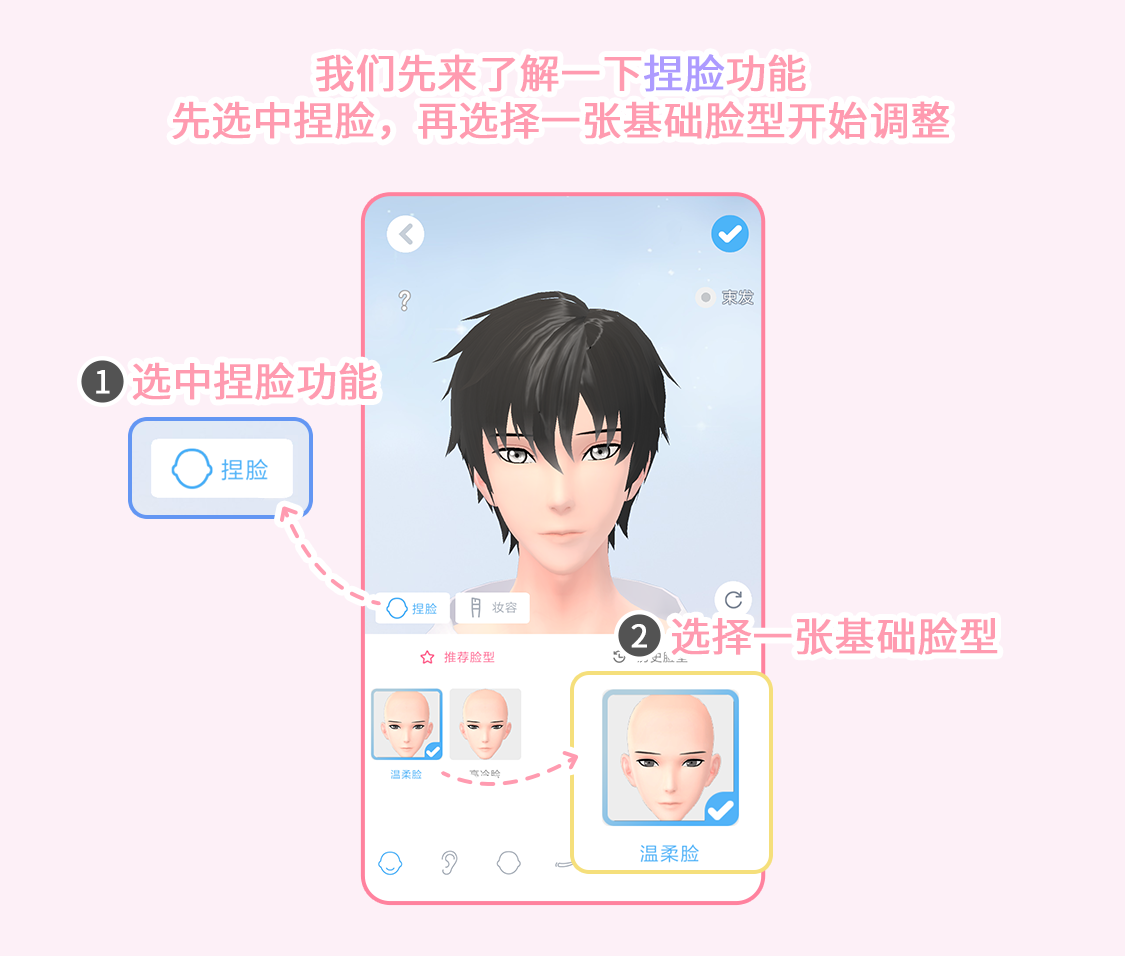 我们先来了解一下捏脸功能
先选中捏脸，再选择一张基础脸型开始调整
束发
1 选中捏脸功能
捏脸
捏脸
妆容
2 选择一张基础脸型
推荐脸型
温柔脸
高冷脸
温柔脸